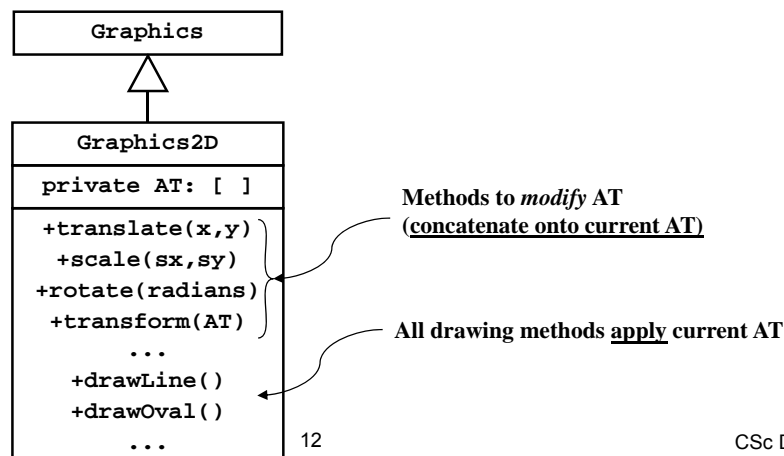 Graphics
Graphics2D
private AT: [ ]
+translate(x,y)
+scale(sx,sy)
+rotate(radians)
+transform(AT)
...
+drawLine()
+drawOval()
...
Methods to modify AT
(concatenate onto current AT)
All drawing methods apply current AT
12
CSc D